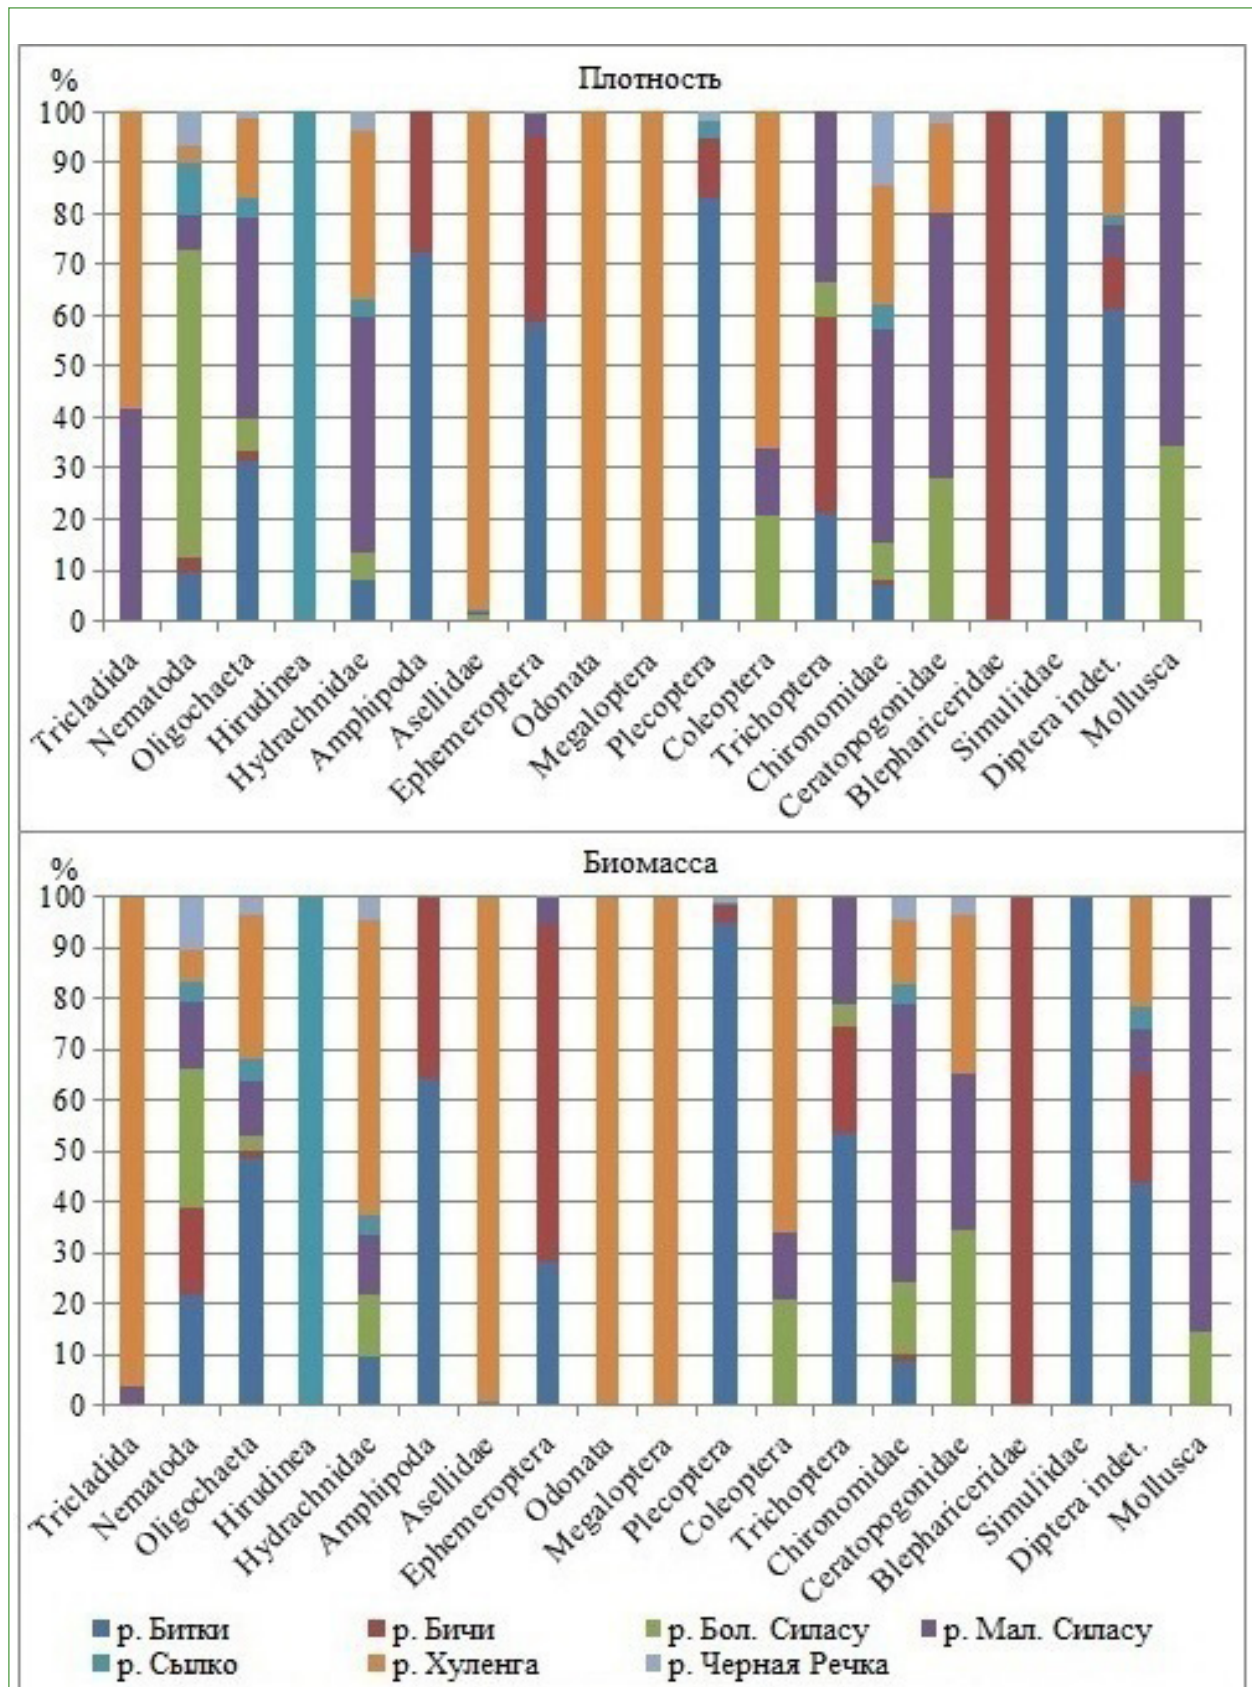 Плотность
%
100
90
80
70
60
50
40
30
20
10
0
Tricladida
Nematoda
Oligochaeta
Hirudinea
Hydrachnidae
Amphipoda
Asellidae
Ephemeroptera
Odonata
Megaloptera
Plecoptera
Coleoptera
Trichoptera
Chironomidae
Ceratopogonidae
Blephariceridae
Simuliidae
Diptera indet.
Mollusca
Биомасса
%
100
90
80
70
60
50
40
30
20
10
0
Tricladida
Nematoda
Oligochaeta
Hirudinea
Hydrachnidae
Amphipoda
Asellidae
Ephemeroptera
Odonata
Megaloptera
Plecoptera
Coleoptera
Trichoptera
Chironomidae
Ceratopogonidae
Blephariceridae
Simuliidae
Diptera indet.
Mollusca
р. Битки р. Бичи р. Бол. Силасу р. Мал. Силасу
р. Сылко р. Хуленга р. Черная Речка